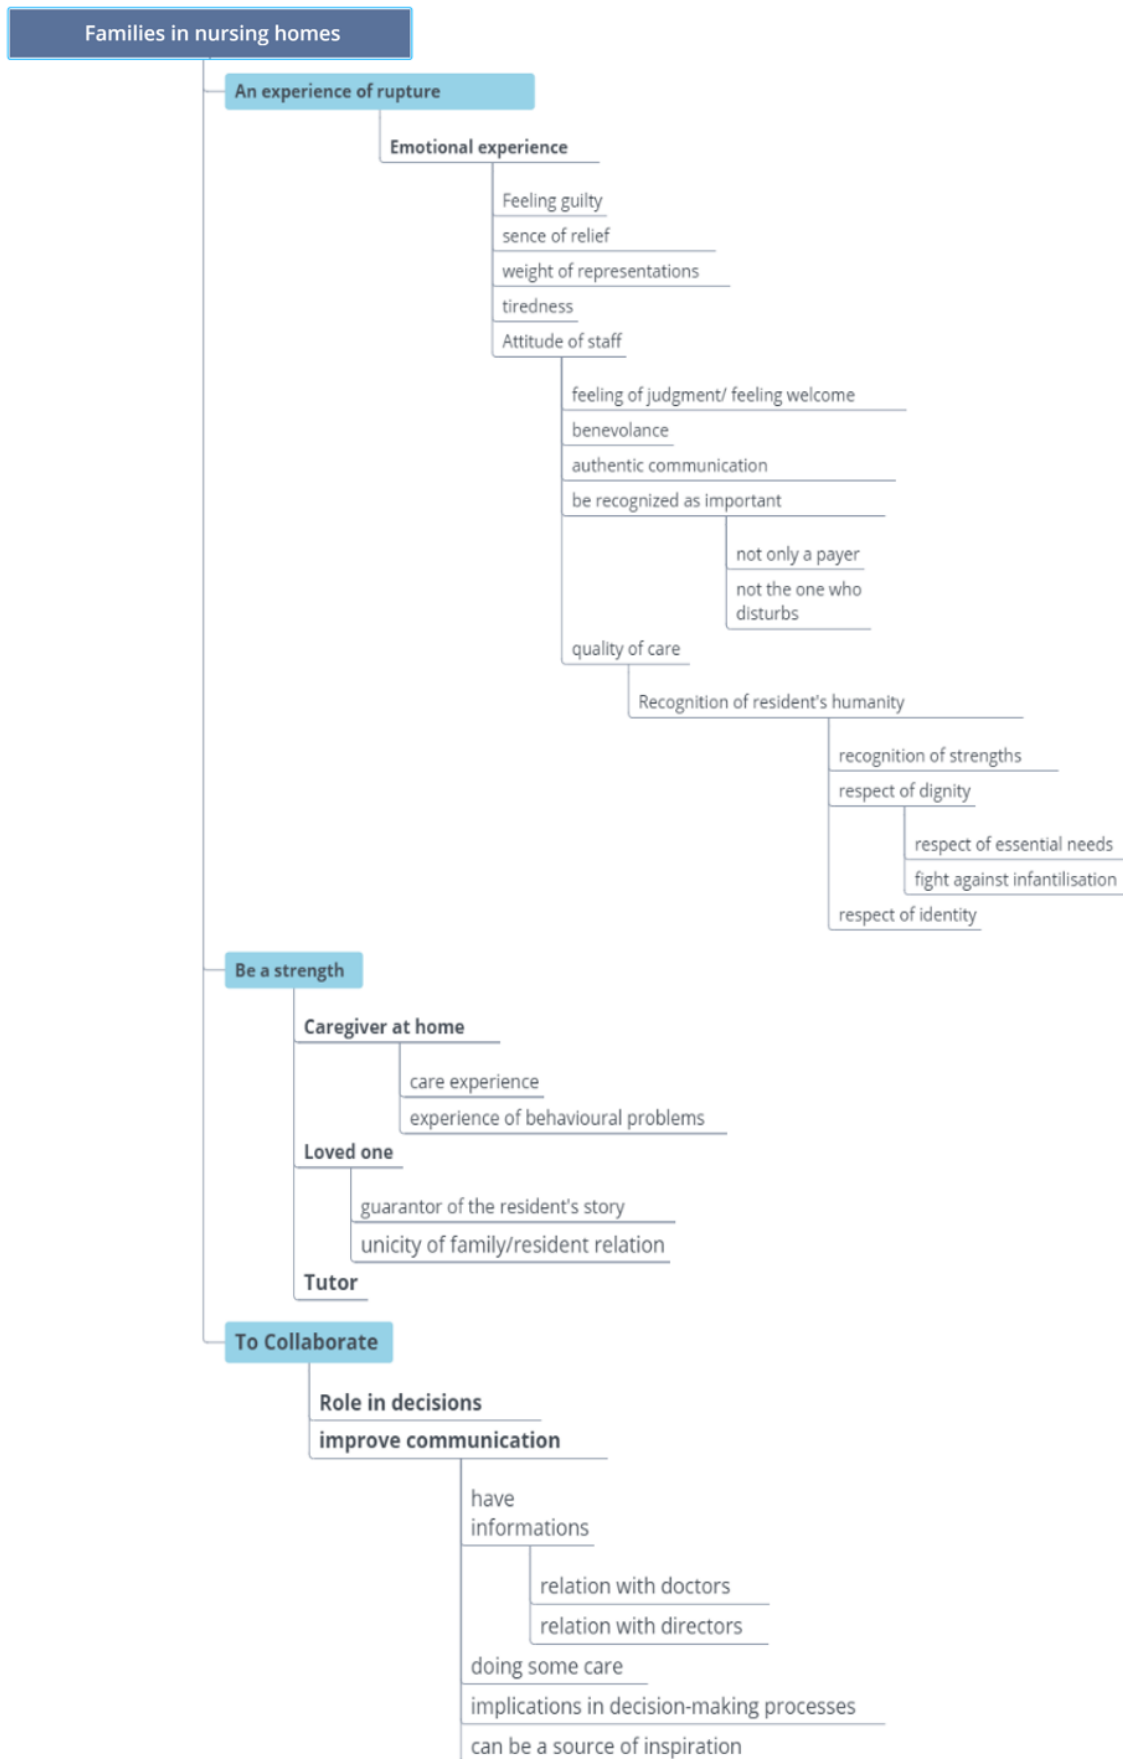 Families in nursing homes
An experience of rupture
Emotional experience
Feeling guilty
sence of relief
weight of representations
tiredness
Attitude of staff
feeling of judgment/ feeling welcome
benevolance
authentic communication
be recognized as important
not only a payer
not the one who
disturbs
quality of care
Recognition of resident's humanity
recognition of strengths
respect of dignity
respect of essential needs
fight against infantilisation
respect of identity
Be a strength
Caregiver at home
care experience
experience of behavioural problems
Loved one
guarantor of the resident's story
unicity of family/resident relation
Tutor
To Collaborate
Role in decisions
improve communication
have
informations
relation with doctors
relation with directors
doing some care
implications in decision-making processes
can be a source of inspiration